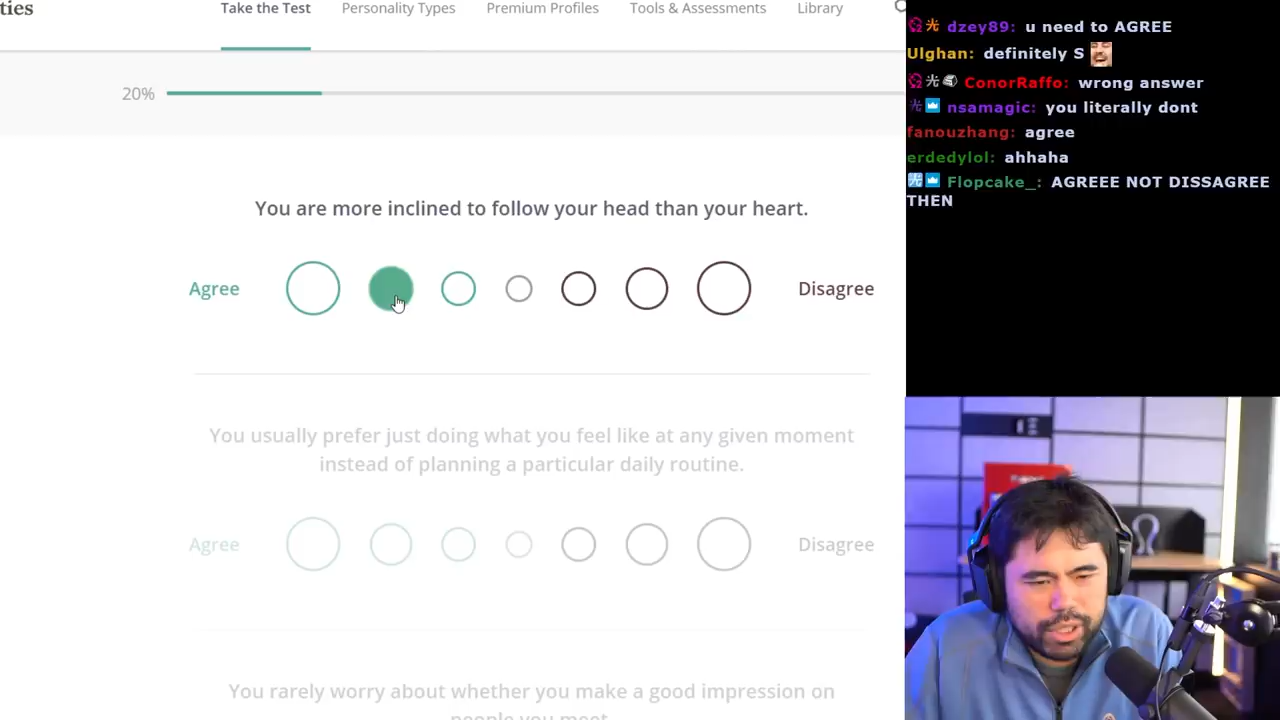 ties
Take the Test
Personality Types
Premium Profiles
Tools & Assessments
Library
20%
You are more inclined to follow your head than your heart.
Agree
Disagree
You usually prefer just doing what you feel like at any given moment
instead of planning a particular daily routine.
Agree
Disagree
You rarely worry about whether you make a good impression on
people you meet.
dzey89: u need to AGREE
Ulghan: definitely S
ConorRaffo: wrong answer
nsamagic: you literally dont
fanouzhang: agree
erdedylol: ahhaha
Flopcake_: AGREEE NOT DISSAGREE
THEN